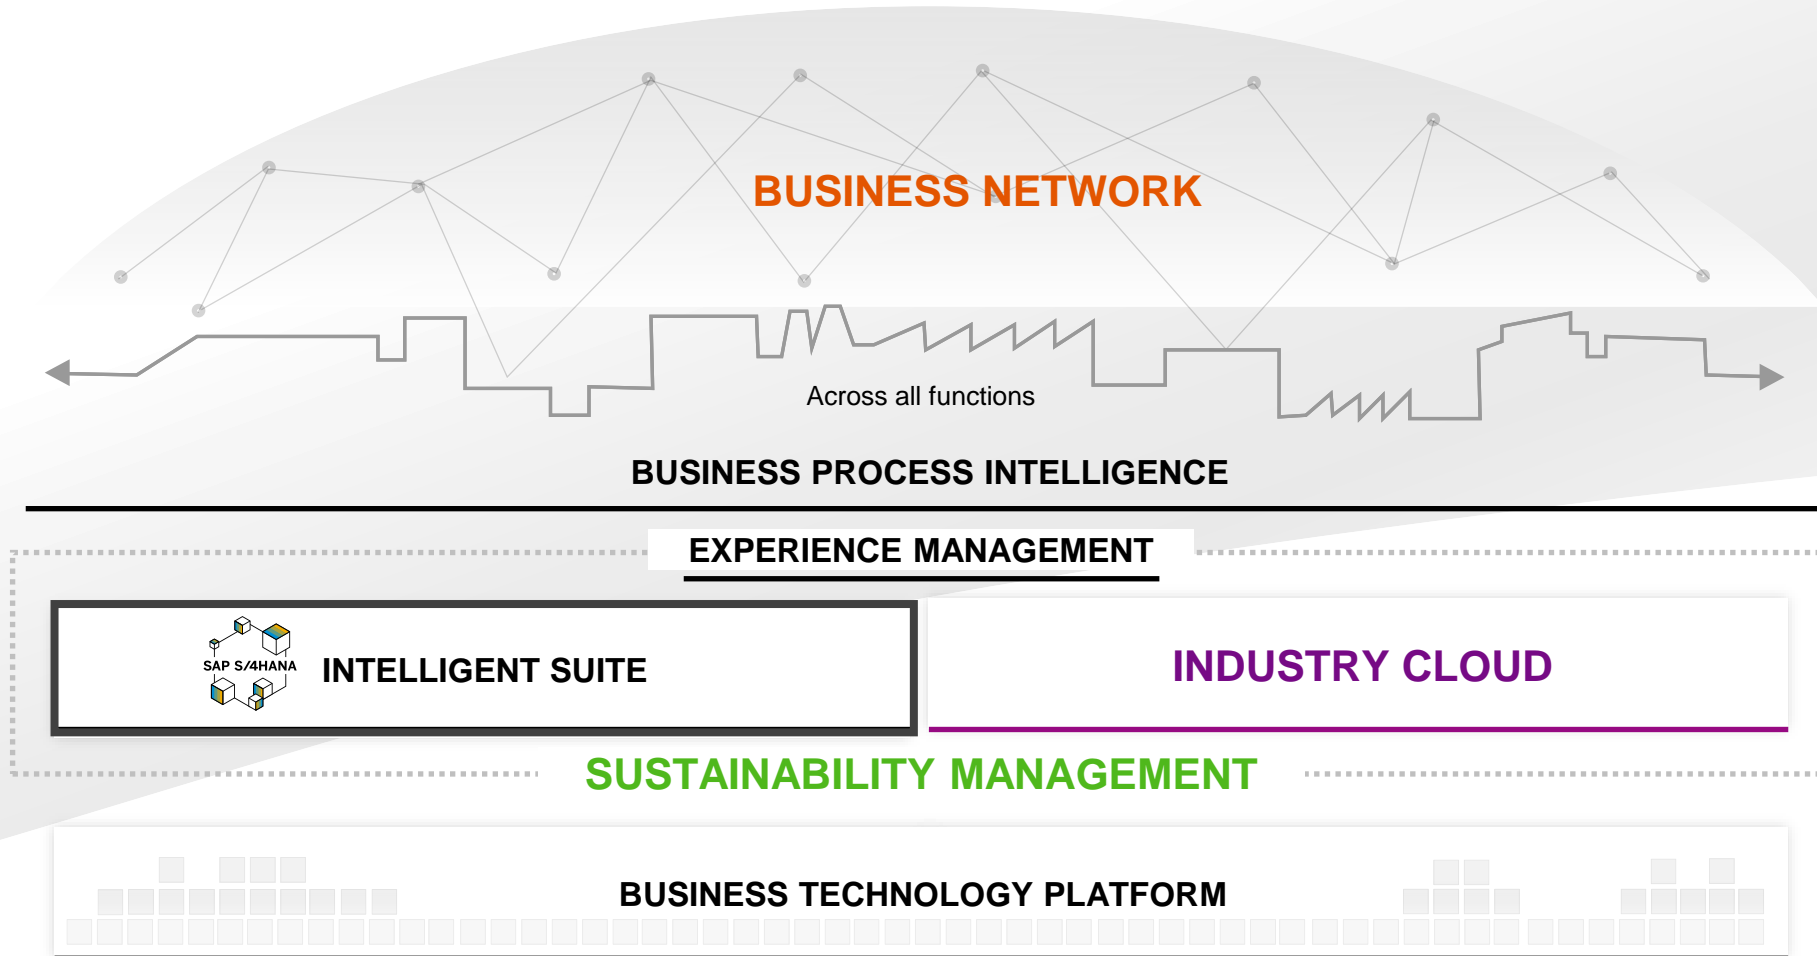 BUSINESS NETWORK
Across all functions
BUSINESS PROCESS INTELLIGENCE
EXPERIENCE MANAGEMENT
SAP S/4HANA
INTELLIGENT SUITE
INDUSTRY CLOUD
SUSTAINABILITY MANAGEMENT
BUSINESS TECHNOLOGY PLATFORM